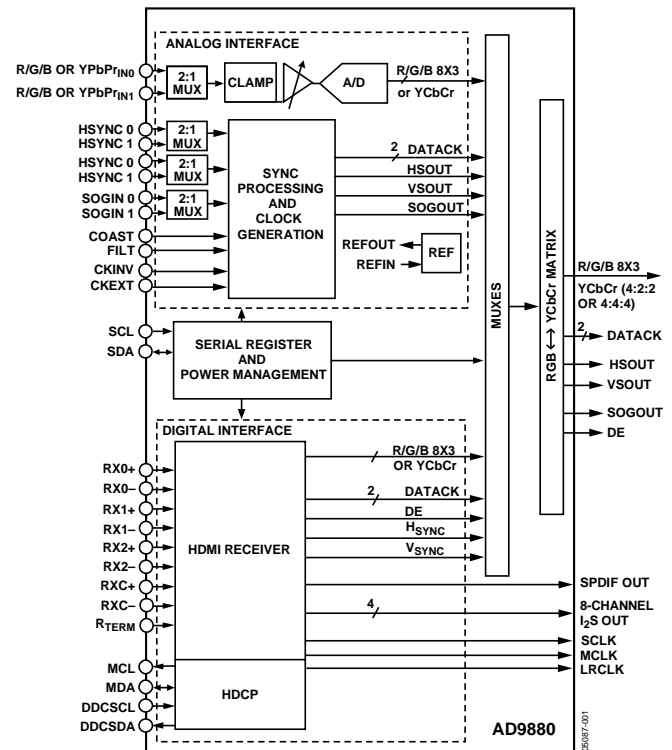 ANALOG INTERFACE
R/G/B OR YPbPrIN0
R/G/B OR YPbPrIN1
2:1
MUX
CLAMP
A/D
R/G/B 8X3
or YCbCr
HSYNC 0
HSYNC 1
2:1
MUX
HSYNC 0
HSYNC 1
2:1
MUX
SOGIN 0
SOGIN 1
2:1
MUX
COAST
FILT
CKINV
CKEXT
SYNC
PROCESSING
AND
CLOCK
GENERATION
2
DATACK
HSOUT
VSOUT
SOGOUT
REFOUT
REFIN
REF
MUXES
RGB ↔ YCbCr MATRIX
R/G/B 8X3
YCbCr (4:2:2
OR 4:4:4)
2
DATACK
HSOUT
VSOUT
SOGOUT
DE
SCL
SDA
SERIAL REGISTER
AND
POWER MANAGEMENT
DIGITAL INTERFACE
RX0+
RX0–
RX1+
RX1–
RX2+
RX2–
RXC+
RXC–
RTERM
HDMI RECEIVER
R/G/B 8X3
OR YCbCr
2
DATACK
DE
HSYNC
VSYNC
SPDIF OUT
4
8-CHANNEL
I2S OUT
SCLK
MCLK
LRCLK
MCL
MDA
DDCSCL
DDCSDA
HDCP
AD9880
05087-001